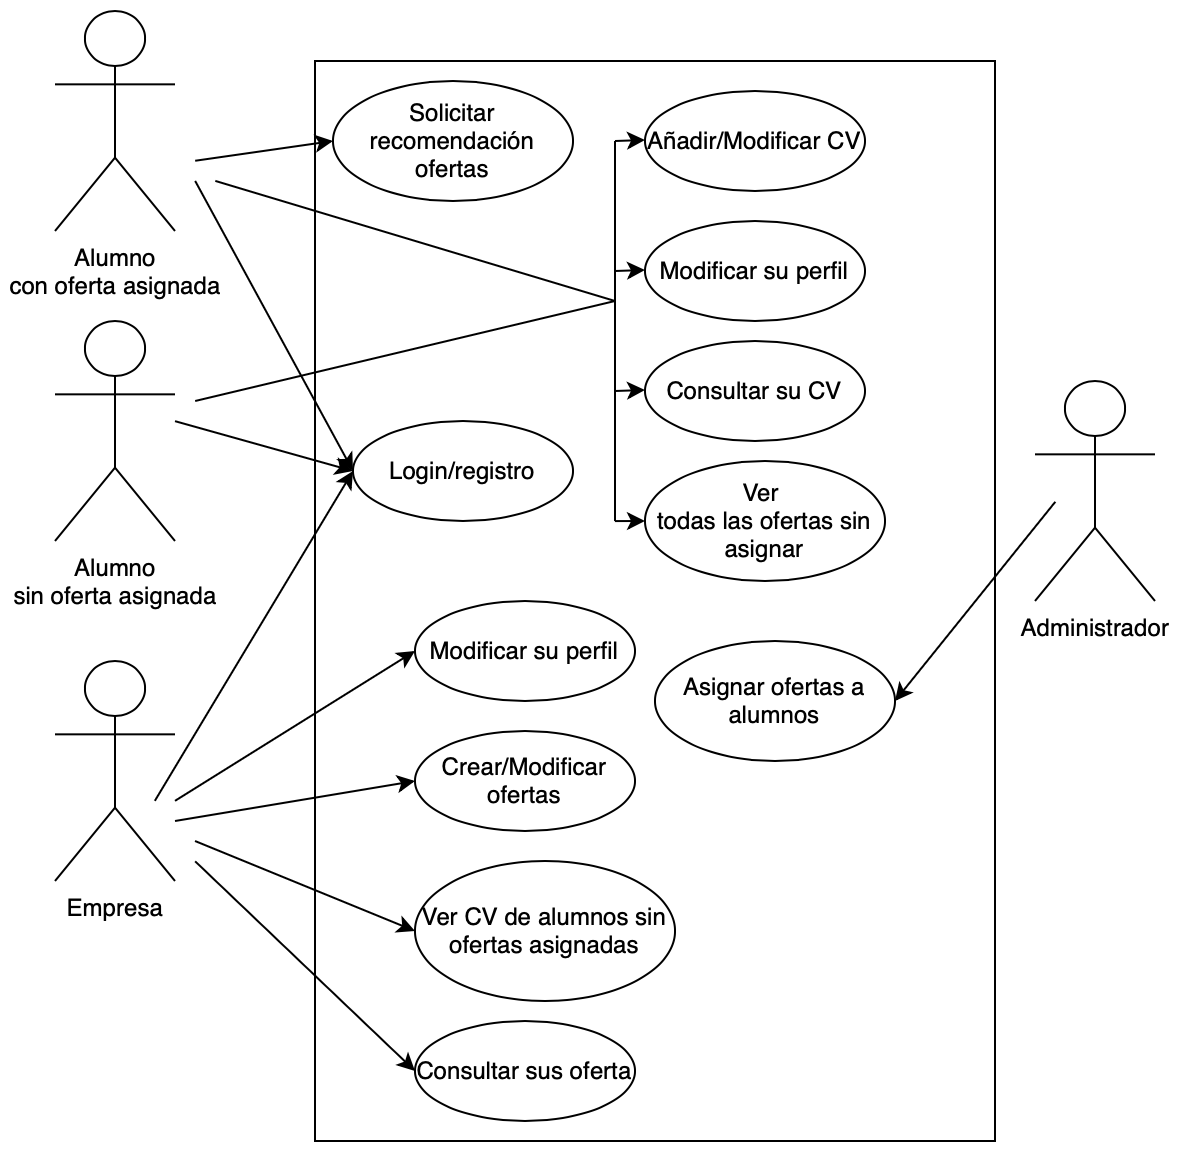 Alumno
con oferta asignada
Alumno
sin oferta asignada
Empresa
Solicitar
recomendación
ofertas
Login/registro
Añadir/Modificar CV
Modificar su perfil
Consultar su CV
Ver
todas las ofertas sin
asignar
Modificar su perfil
Crear/Modificar
ofertas
Ver CV de alumnos sin
ofertas asignadas
Consultar sus oferta
Asignar ofertas a
alumnos
Administrador